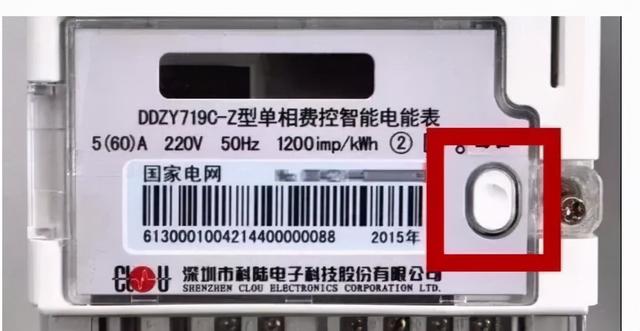 DDZY719C-Z型单相费控智能电能表
5(60)A 220V 50Hz 1200imp/kWh ②
国家电网
6130001004214400000088 2015年
CLOU 深圳市科陆电子科技股份有限公司
SHENZHEN CLOU ELECTRONICS CORPORATION LTD.